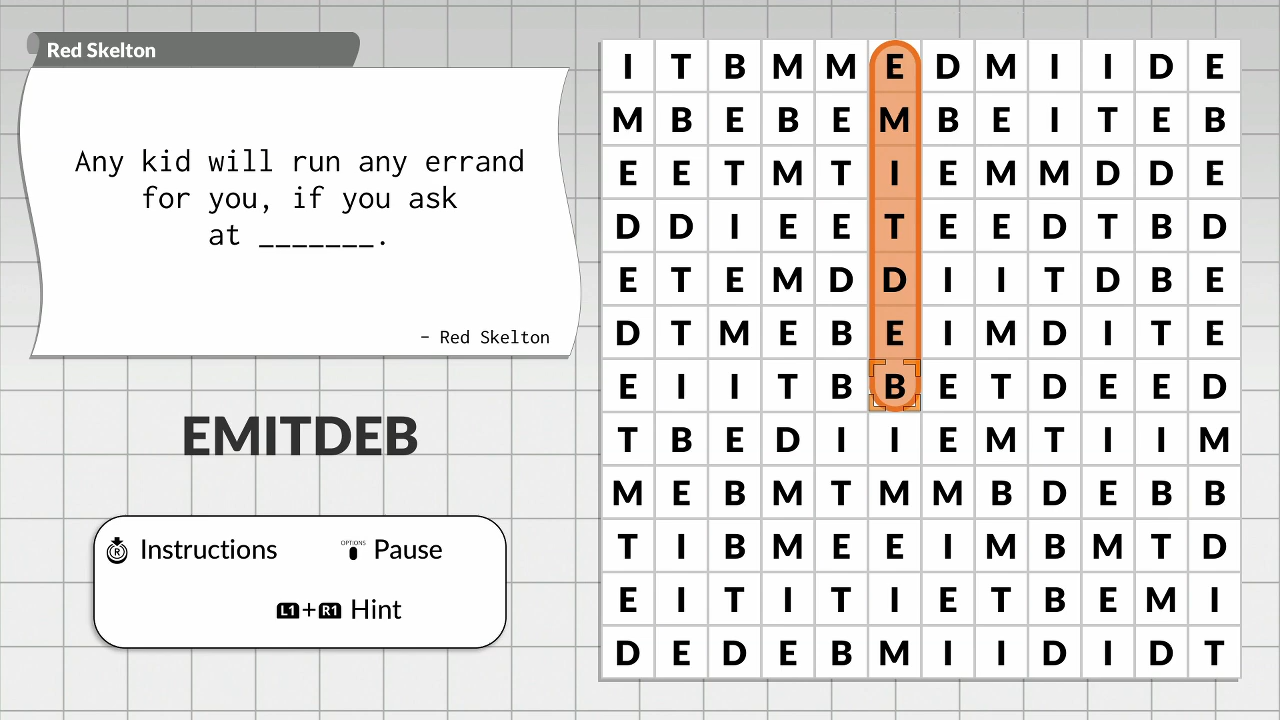 Red Skelton
Any kid will run any errand
for you, if you ask
at _______.
– Red Skelton
EMITDEB
R Instructions
OPTIONS Pause
L1+R1 Hint
I T B M M E D M I I D E
M B E B E M B E I T E B
E E T M T I E M M D D E
D D I E E T E E D T B D
E T E M D D I I T D B E
D T M E B E I M D I T E
E I I T B B E T D E E D
T B E D I I E M T I I M
M E B M T M M B D E B B
T I B M E E I M B M T D
E I T I T I E T B E M I
D E D E B M I I D I D T